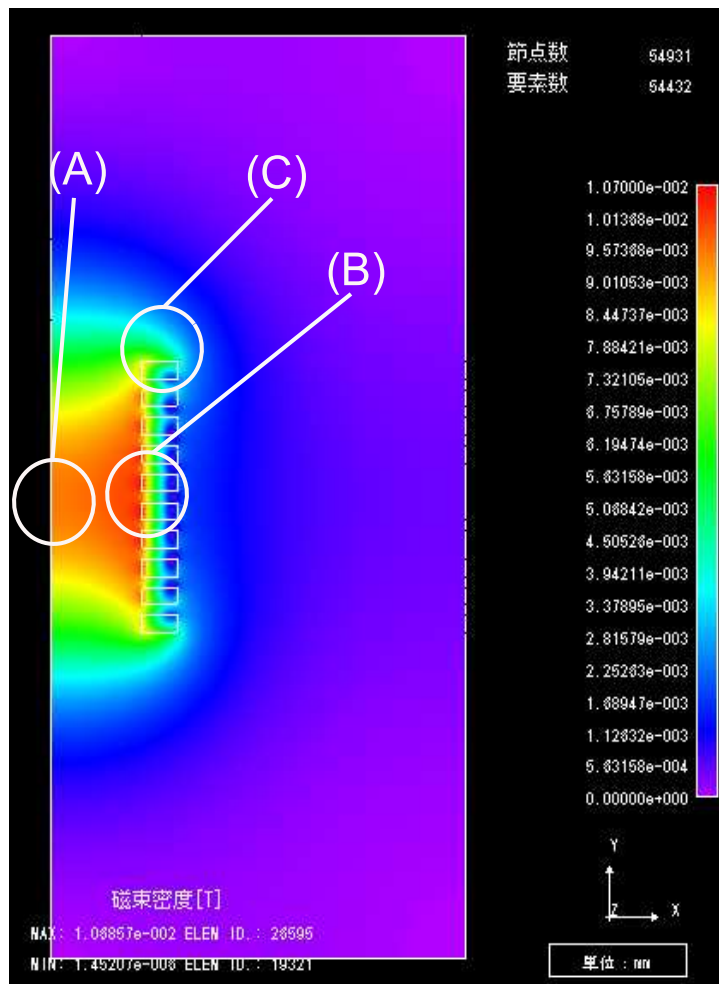 節点数 54931
要素数 54432
(A)
(C)
(B)
1.07000e-002
1.01368e-002
9.57368e-003
9.01053e-003
8.44737e-003
7.88421e-003
7.32105e-003
6.75789e-003
6.19474e-003
5.63158e-003
5.06842e-003
4.50526e-003
3.94211e-003
3.37895e-003
2.81579e-003
2.25263e-003
1.68947e-003
1.12632e-003
5.63158e-004
0.00000e+000
Y
Z X
磁束密度[T]
MAX: 1.06857e-002 ELEN ID.: 26595
MIN: 1.45207e-006 ELEN ID.: 19321
単位 : mm